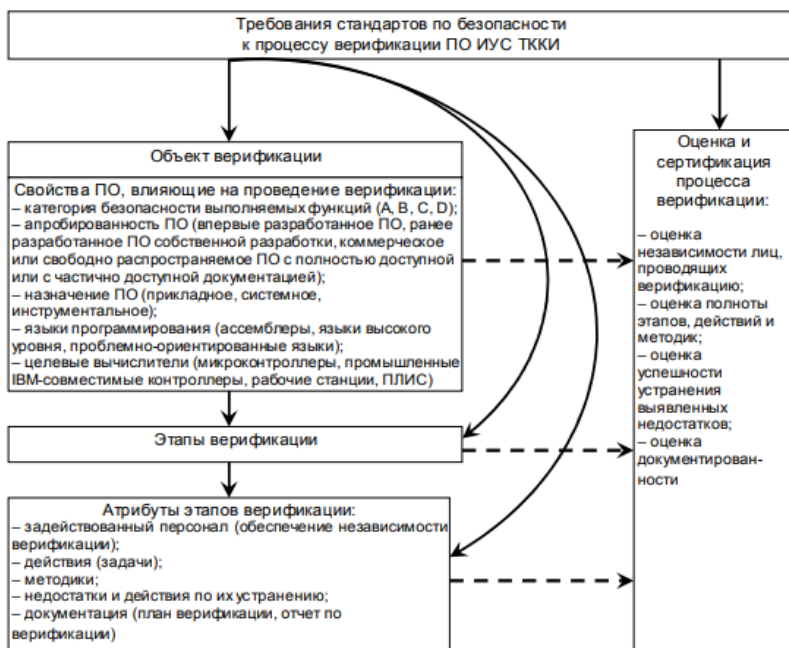 Требования стандартов по безопасности
к процессу верификации ПО ИУС ТККИ
Объект верификации
Свойства ПО, влияющие на проведение верификации:
– категория безопасности выполняемых функций (A, B, C, D);
– апробированность ПО (впервые разработанное ПО, ранее
разработанное ПО собственной разработки, коммерческое
или свободно распространяемое ПО с полностью доступной
или с частично доступной документацией);
– назначение ПО (прикладное, системное,
инструментальное);
– языки программирования (ассемблеры, языки высокого
уровня, проблемно-ориентированные языки);
– целевые вычислители (микроконтроллеры, промышленные
IBM-совместимые контроллеры, рабочие станции, ПЛИС)
Этапы верификации
Атрибуты этапов верификации:
– задействованный персонал (обеспечение независимости
верификации);
– действия (задачи);
– методики;
– недостатки и действия по их устранению;
– документация (план верификации, отчет по
верификации)
Оценка и
сертификация
процесса
верификации:
– оценка
независимости лиц,
проводящих
верификацию;
– оценка полноты
этапов, действий и
методик;
– оценка
успешности
устранения
выявленных
недостатков;
– оценка
документирован-
ности